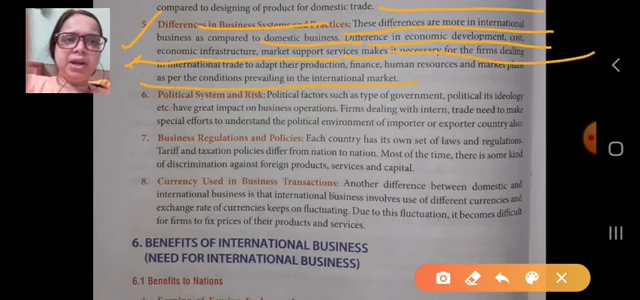 compared to designing of product for domestic trade.
5. Differences in Business Systems and Practices: These differences are more in international
business as compared to domestic business. Difference in economic development, cost,
economic infrastructure, market support services makes it necessary for the firms dealing
in international trade to adapt their production, finance, human resources and market plans
as per the conditions prevailing in the international market.
6. Political System and Risk: Political factors such as type of government, political its ideology
etc. have great impact on business operations. Firms dealing with intern, trade need to make
special efforts to understand the political environment of importer or exporter country also.
7. Business Regulations and Policies: Each country has its own set of laws and regulations.
Tariff and taxation policies differ from nation to nation. Most of the time, there is some kind
of discrimination against foreign products, services and capital.
8. Currency Used in Business Transactions: Another difference between domestic and
international business is that international business involves use of different currencies and
exchange rate of currencies keeps on fluctuating. Due to this fluctuation, it becomes difficult
for firms to fix prices of their products and services.
6. BENEFITS OF INTERNATIONAL BUSINESS
(NEED FOR INTERNATIONAL BUSINESS)
6.1 Benefits to Nations